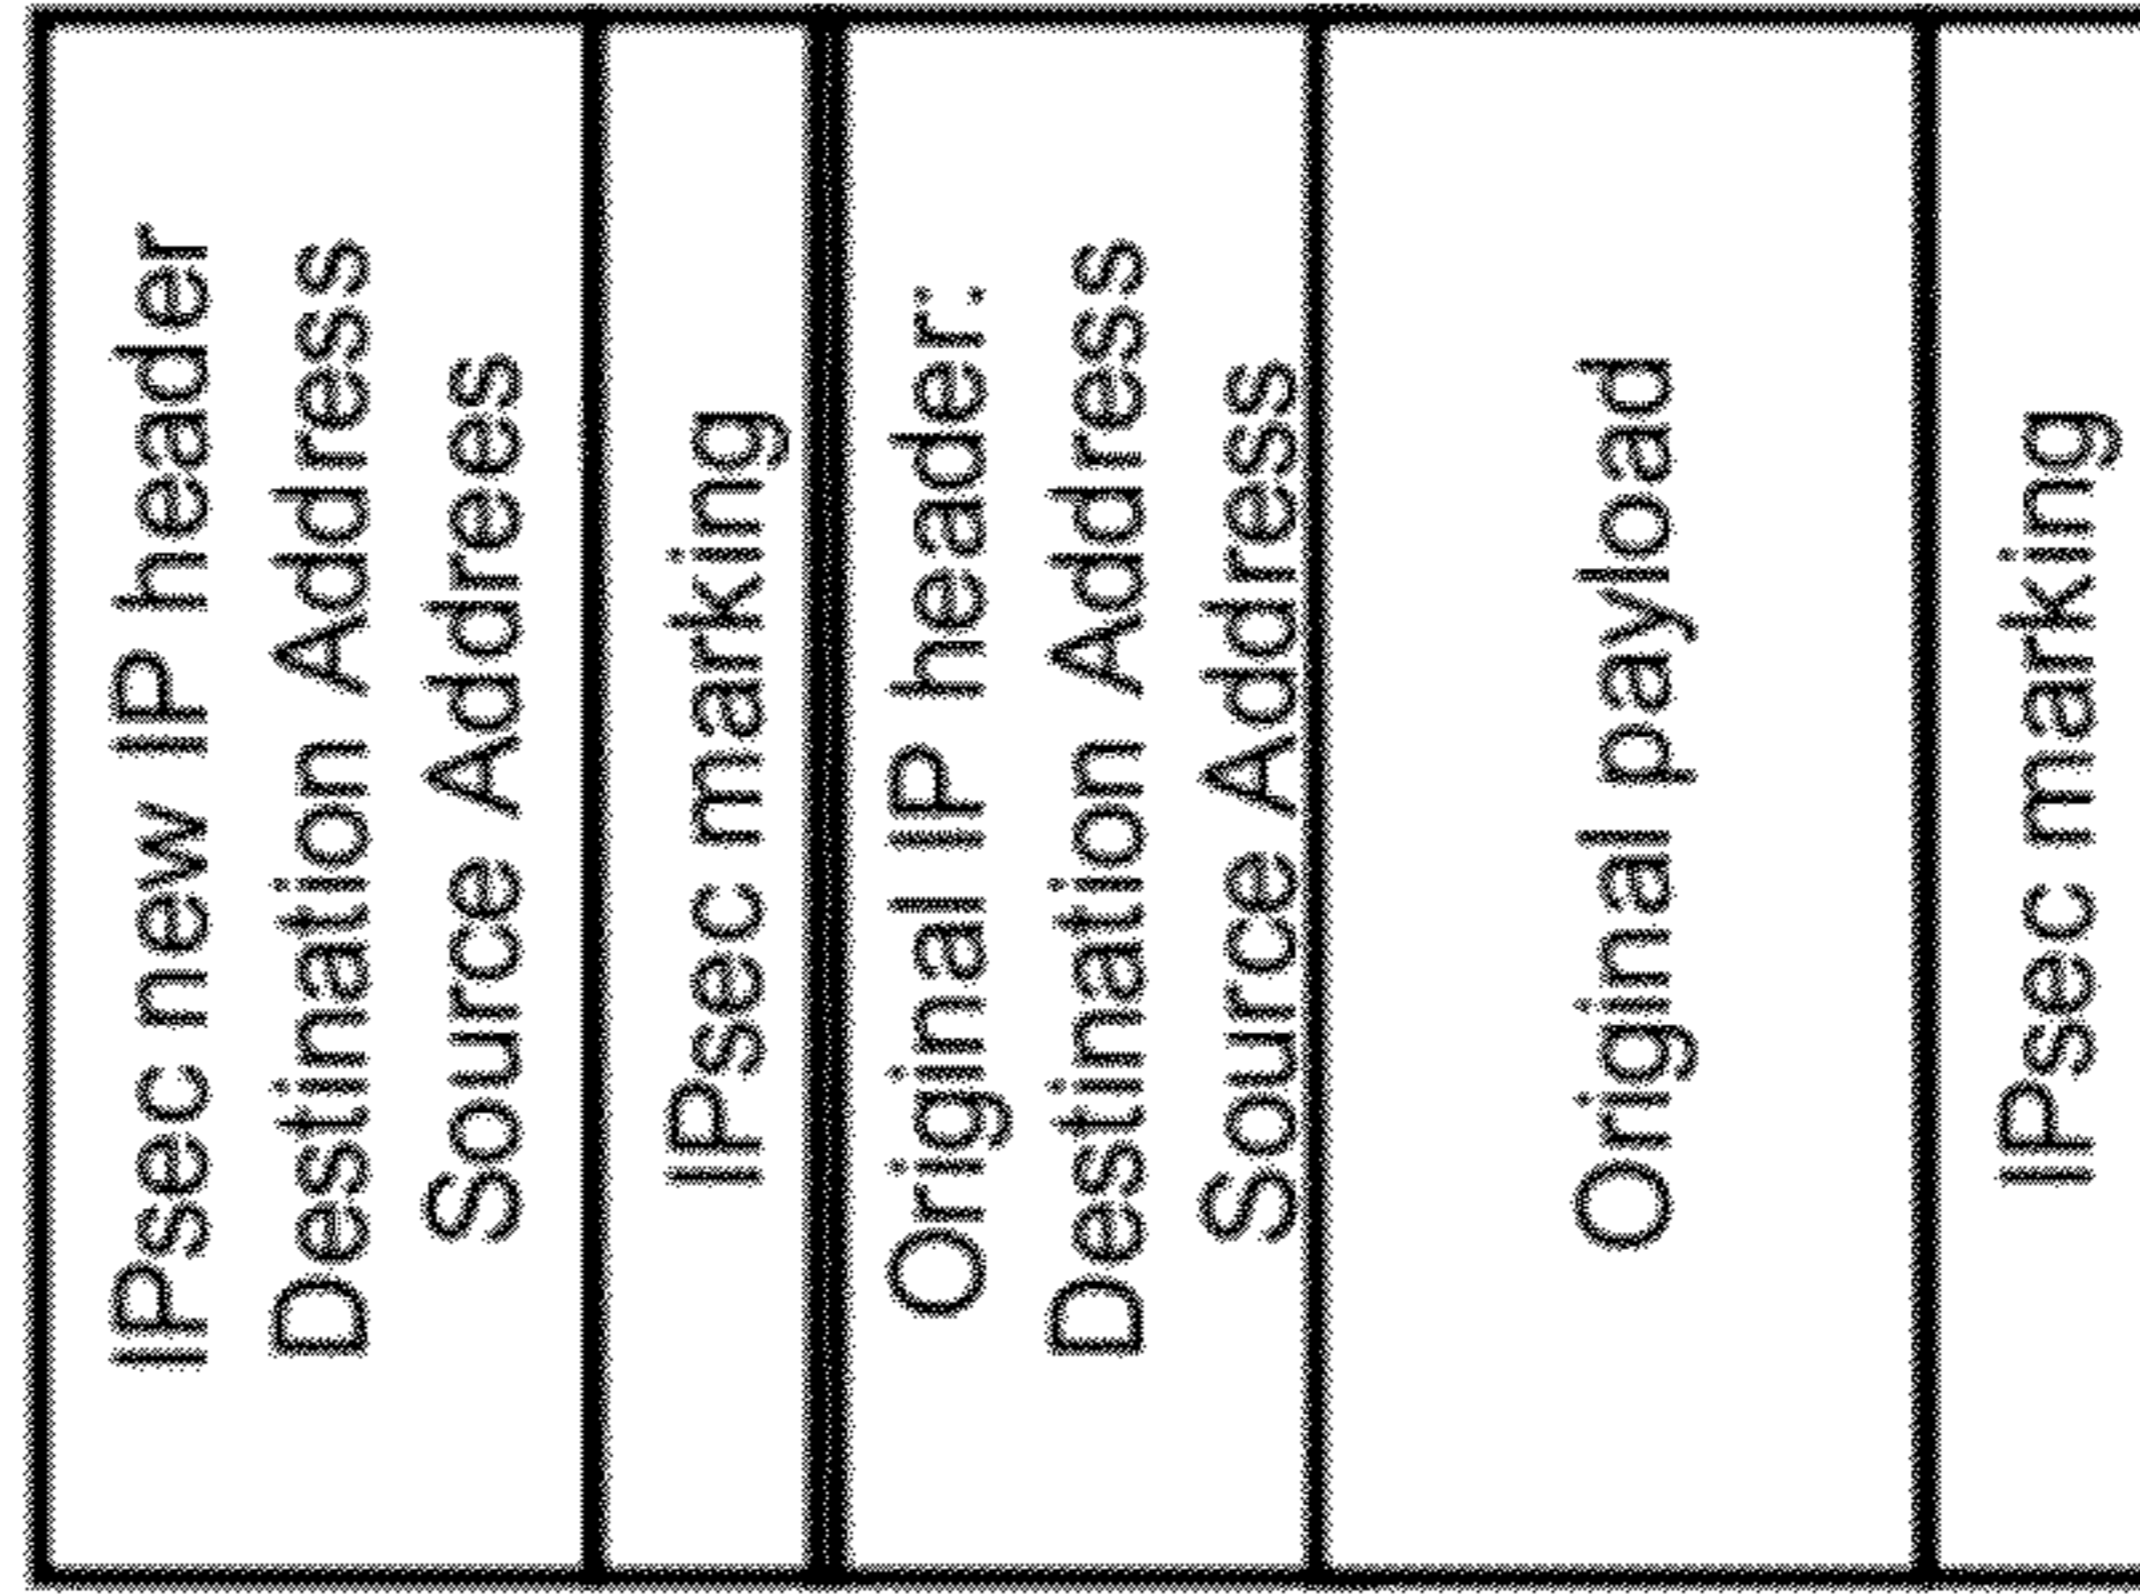 IPsec new IP header
Destination Address
Source Addrees
IPsec marking
Original IP header:
Destination Address
Source Address
Original payload
IPsec marking